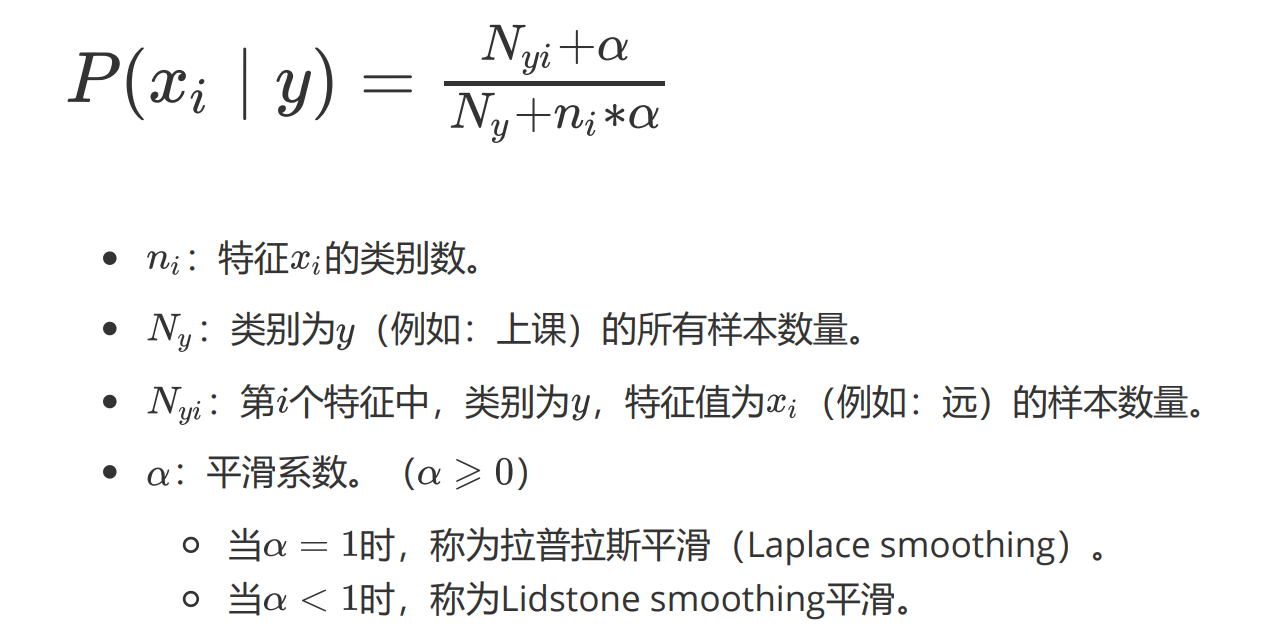 $P(x_i \mid y) = \frac{N_{yi}+\alpha}{N_y+n_i*\alpha}$
• $n_i$：特征$x_i$的类别数。
• $N_y$：类别为$y$（例如：上课）的所有样本数量。
• $N_{yi}$：第$i$个特征中，类别为$y$，特征值为$x_i$（例如：远）的样本数量。
• $\alpha$：平滑系数。（$\alpha \geqslant 0$）
◦ 当$\alpha = 1$时，称为拉普拉斯平滑（Laplace smoothing）。
◦ 当$\alpha < 1$时，称为Lidstone smoothing平滑。